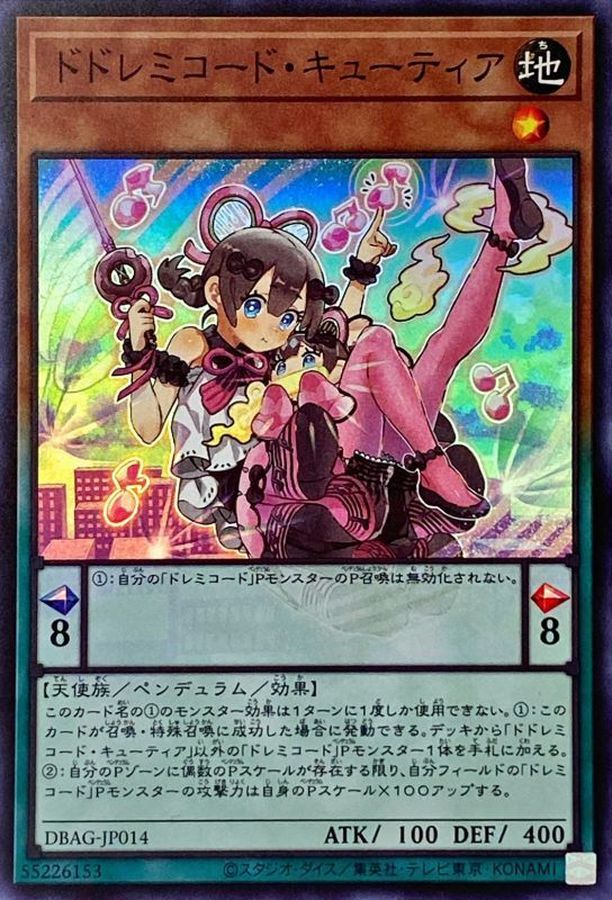 ドドレミコード・キューティア
地
①:自分の「ドレミコード」PモンスターのP召喚は無効化されない。
8
8
【天使族/ペンデュラム/効果】
このカード名の①のモンスター効果は1ターンに1度しか使用できない。①:この
カードが召喚・特殊召喚に成功した場合に発動できる。デッキから「ドドレミ
コード・キューティア」以外の「ドレミコード」Pモンスター1体を手札に加える。
②:自分のPゾーンに偶数のPスケールが存在する限り、自分フィールドの「ドレミ
コード」Pモンスターの攻撃力は自身のPスケール×100アップする。
DBAG-JP014
ATK/ 100 DEF/ 400
55226153
©スタジオ・ダイス/集英社・テレビ東京・KONAMI